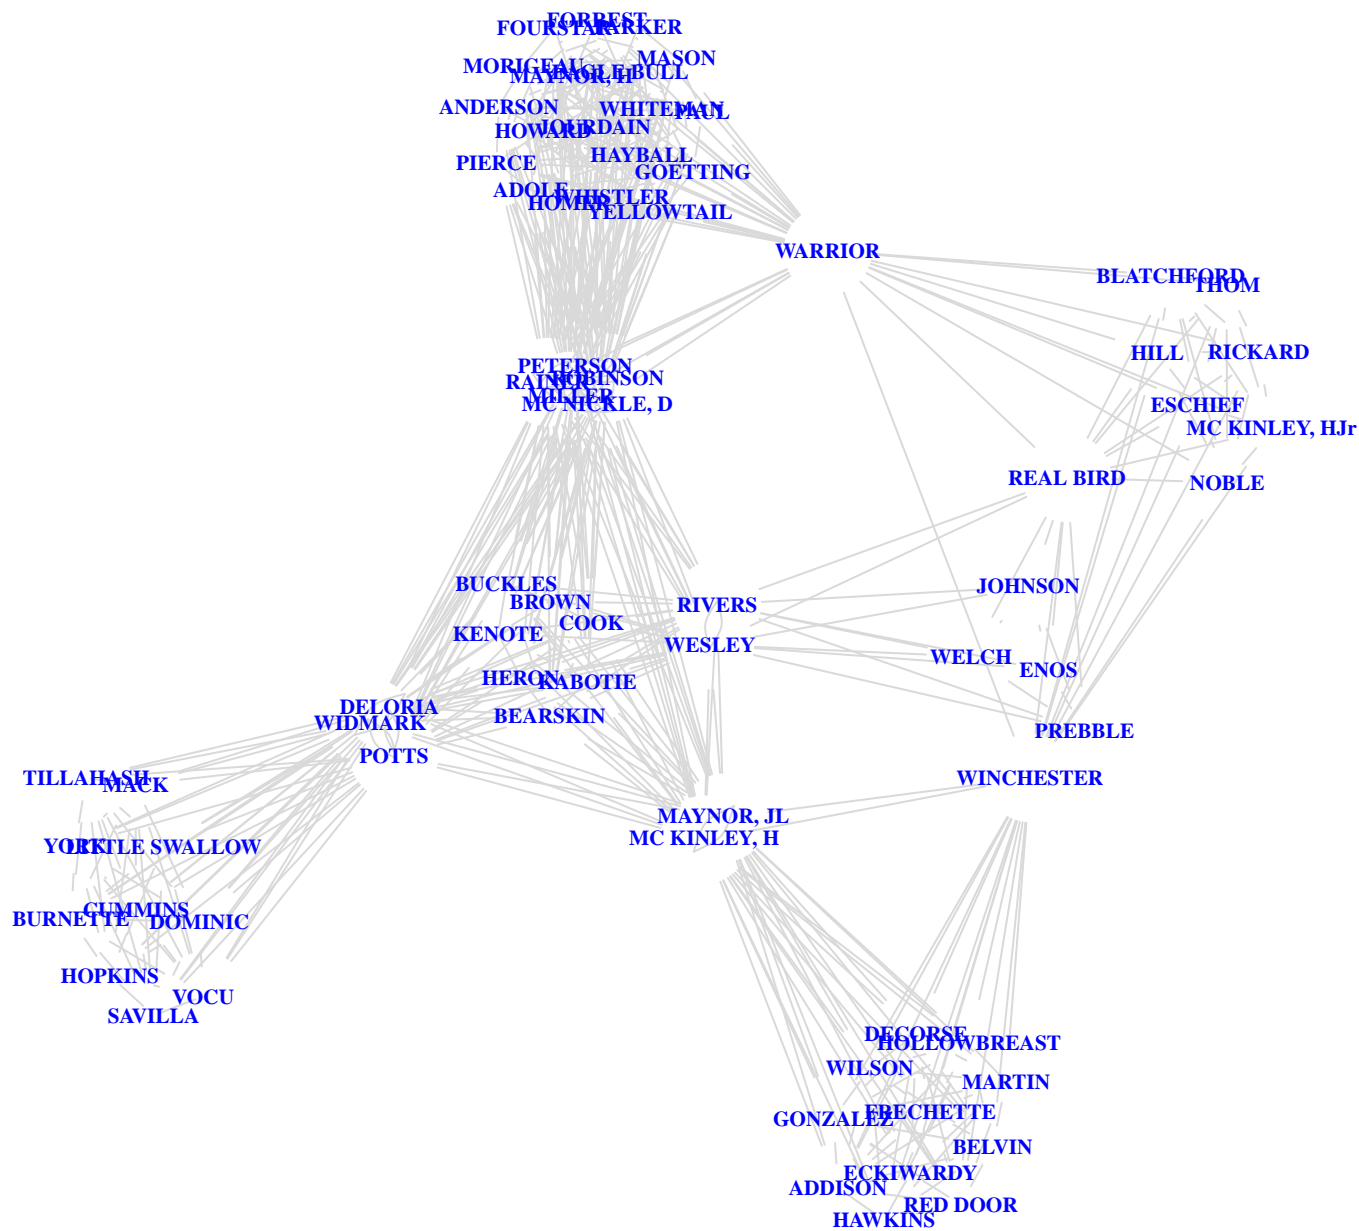 FORREST
FOURSTAR
PARKER
MASON
MORIGEAU
EAGLE BULL
MAYNOR, H
ANDERSON
WHITEMAN
PAUL
HOWARD
JOURDAIN
HAYBALL
PIERCE
GOETTING
ADOLF
WHISTLER
HOMER
YELLOWTAIL
WARRIOR
BLATCHFORD
THOM
HILL
RICKARD
PETERSON
ROBINSON
RAINER
MILLER
MC NICKLE, D
ESCHIEF
MC KINLEY, HJr
REAL BIRD
NOBLE
BUCKLES
JOHNSON
BROWN
RIVERS
COOK
KENOTE
WESLEY
WELCH
ENOS
HERON
KABOTIE
DELORIA
BEARSKIN
WIDMARK
PREBBLE
POTTS
TILLAHASH
MACK
WINCHESTER
MAYNOR, JL
MC KINLEY, H
YORK
LITTLE SWALLOW
CUMMINS
BURNETTE
DOMINIC
HOPKINS
VOCU
SAVILLA
DECORSE
HOLLOWBREAST
WILSON
MARTIN
FRECHETTE
GONZALEZ
BELVIN
ECKIWARDY
ADDISON
RED DOOR
HAWKINS